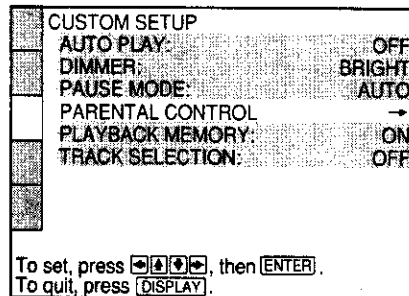 CUSTOM SETUP
AUTO PLAY: OFF
DIMMER: BRIGHT
PAUSE MODE: AUTO
PARENTAL CONTROL →
PLAYBACK MEMORY: ON
TRACK SELECTION: OFF
To set, press ←↑↓→, then ENTER.
To quit, press DISPLAY.